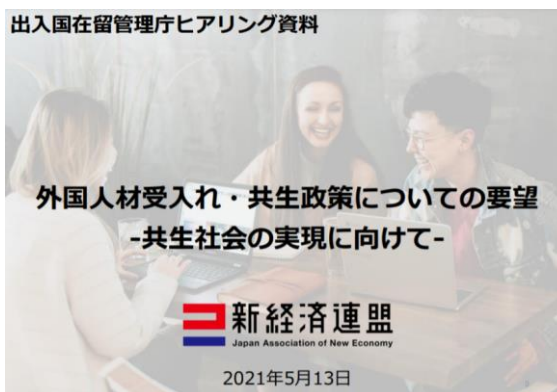 出入国在留管理庁ヒアリング資料
外国人材受入れ・共生政策についての要望
-共生社会の実現に向けて-
新経済連盟
Japan Association of New Economy
2021年5月13日